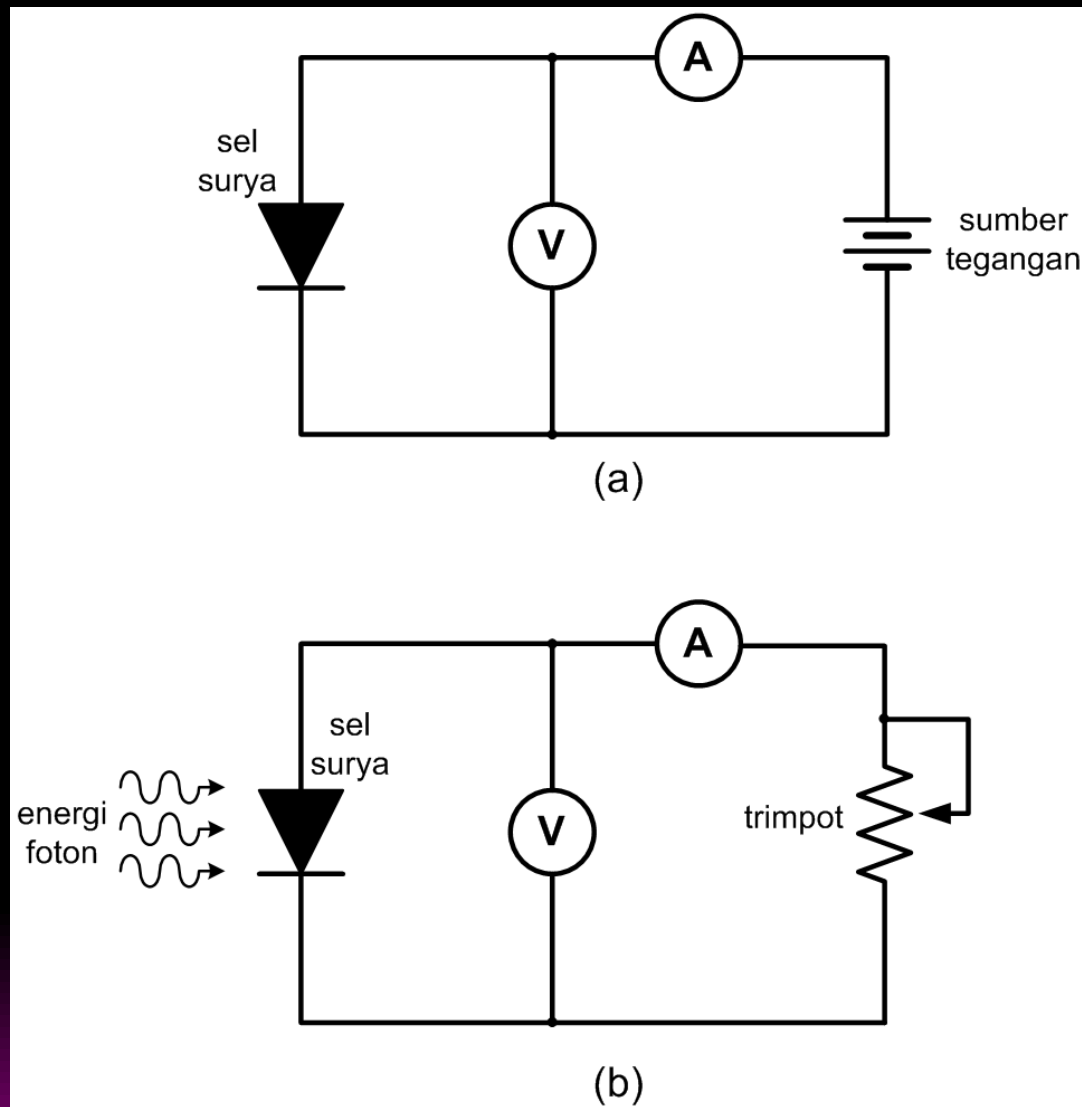 A
sel
surya
V
sumber
tegangan
(a)
A
sel
surya
energi
foton
V
trimpot
(b)